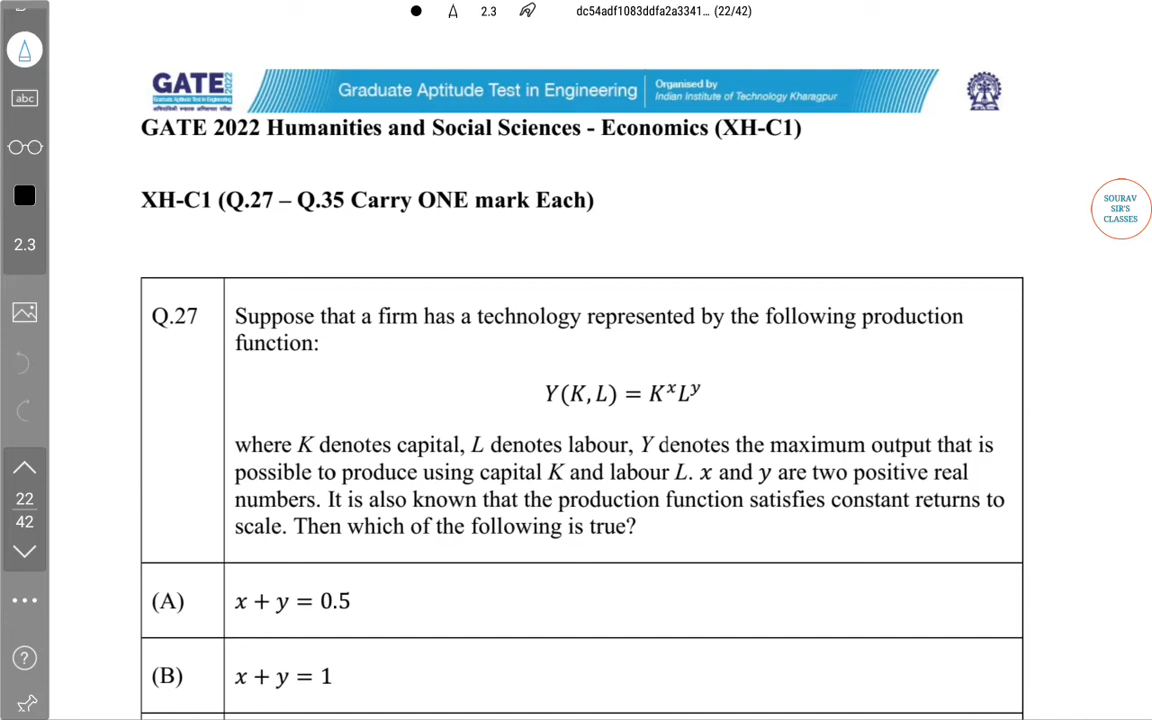 2.3 dc54adf1083ddfa2a3341... (22/42)
abc
2.3
22
42
?
GATE 2022
Graduate Aptitude Test in Engineering
Organised by
Indian Institute of Technology Kharagpur
GATE 2022 Humanities and Social Sciences - Economics (XH-C1)
XH-C1 (Q.27 – Q.35 Carry ONE mark Each)
SOURAV
SIR'S
CLASSES
Q.27 Suppose that a firm has a technology represented by the following production
function:
Y(K, L) = KˣLʸ
where K denotes capital, L denotes labour, Y denotes the maximum output that is
possible to produce using capital K and labour L. x and y are two positive real
numbers. It is also known that the production function satisfies constant returns to
scale. Then which of the following is true?
(A) x + y = 0.5
(B) x + y = 1